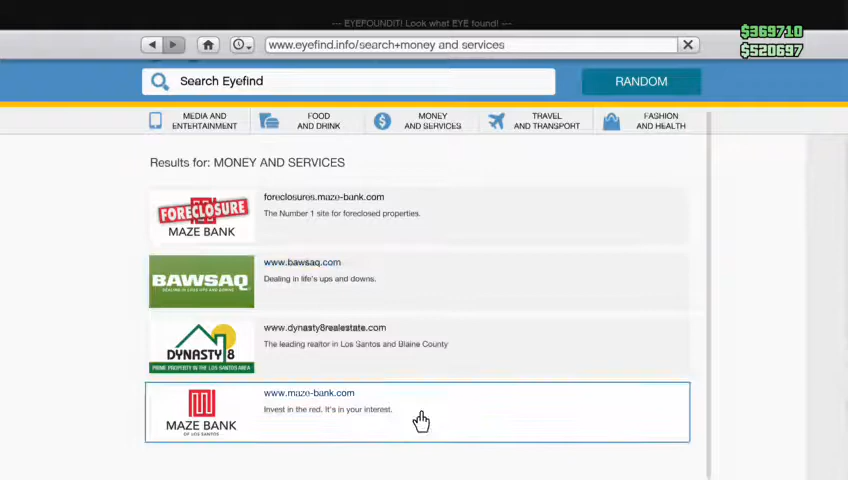 --- EYEFOUNDIT! Look what EYE found! ---
$369710
www.eyefind.info/search+money and services
$520697
Search Eyefind
RANDOM
MEDIA AND
ENTERTAINMENT
FOOD
AND DRINK
MONEY
AND SERVICES
TRAVEL
AND TRANSPORT
FASHION
AND HEALTH
Results for: MONEY AND SERVICES
FORECLOSURE
MAZE BANK
foreclosures.maze-bank.com
The Number 1 site for foreclosed properties.
BAWSAQ
DEALING IN LIFE'S UPS AND DOWNS
www.bawsaq.com
Dealing in life's ups and downs.
DYNASTY 8
PRIME PROPERTY IN THE LOS SANTOS AREA
www.dynasty8realestate.com
The leading realtor in Los Santos and Blaine County
MAZE BANK
OF LOS SANTOS
www.maze-bank.com
Invest in the red. It's in your interest.